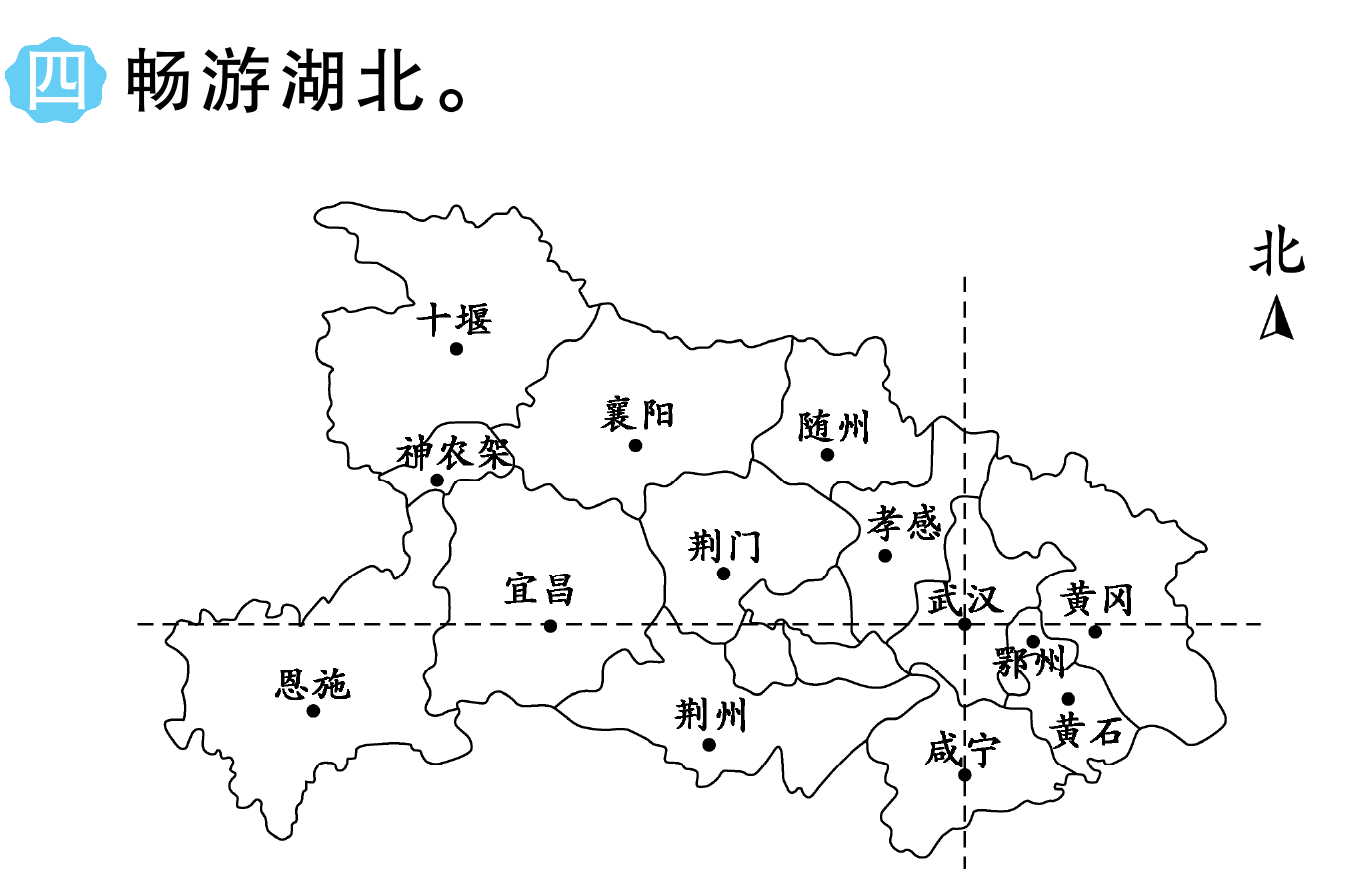 四 畅游湖北。
北
十堰
襄阳
随州
神农架
孝感
荆门
宜昌
武汉
黄冈
鄂州
恩施
荆州
黄石
咸宁